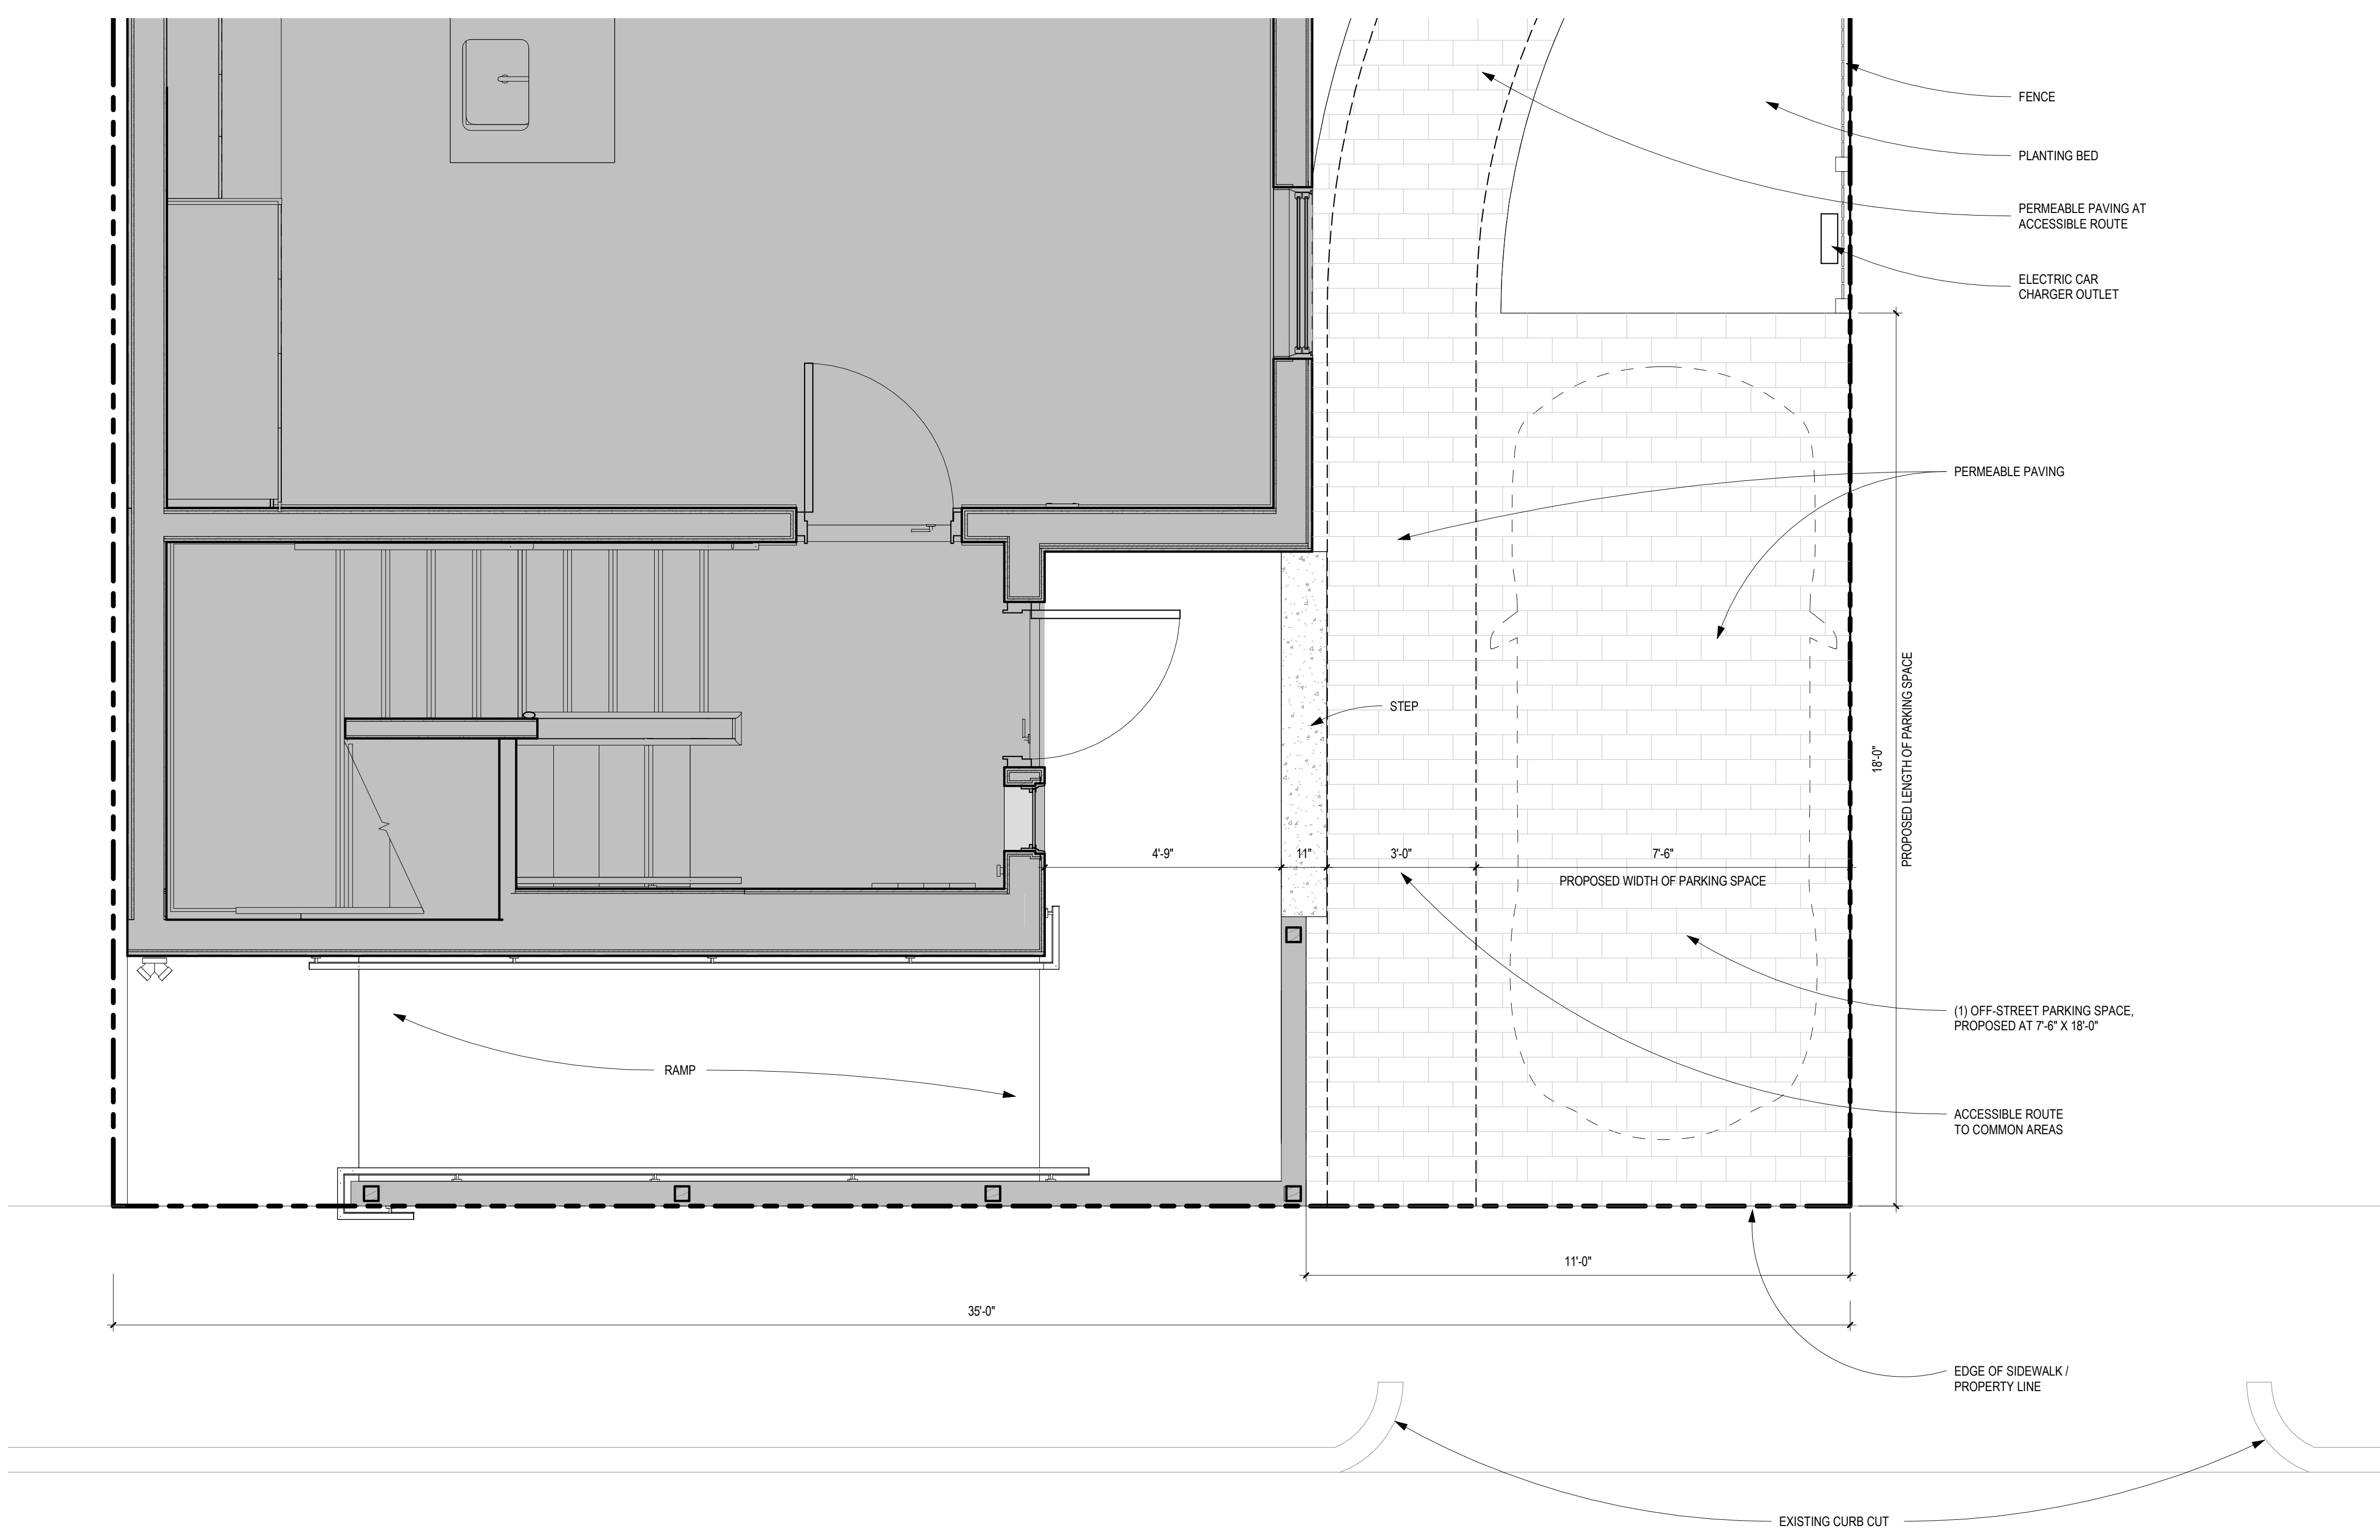 FENCE
PLANTING BED
PERMEABLE PAVING AT
ACCESSIBLE ROUTE
ELECTRIC CAR
CHARGER OUTLET
PERMEABLE PAVING
STEP
18'-0"
PROPOSED LENGTH OF PARKING SPACE
4'-9"
11"
3'-0"
7'-6"
PROPOSED WIDTH OF PARKING SPACE
(1) OFF-STREET PARKING SPACE,
PROPOSED AT 7'-6" X 18'-0"
RAMP
ACCESSIBLE ROUTE
TO COMMON AREAS
11'-0"
35'-0"
EDGE OF SIDEWALK /
PROPERTY LINE
EXISTING CURB CUT